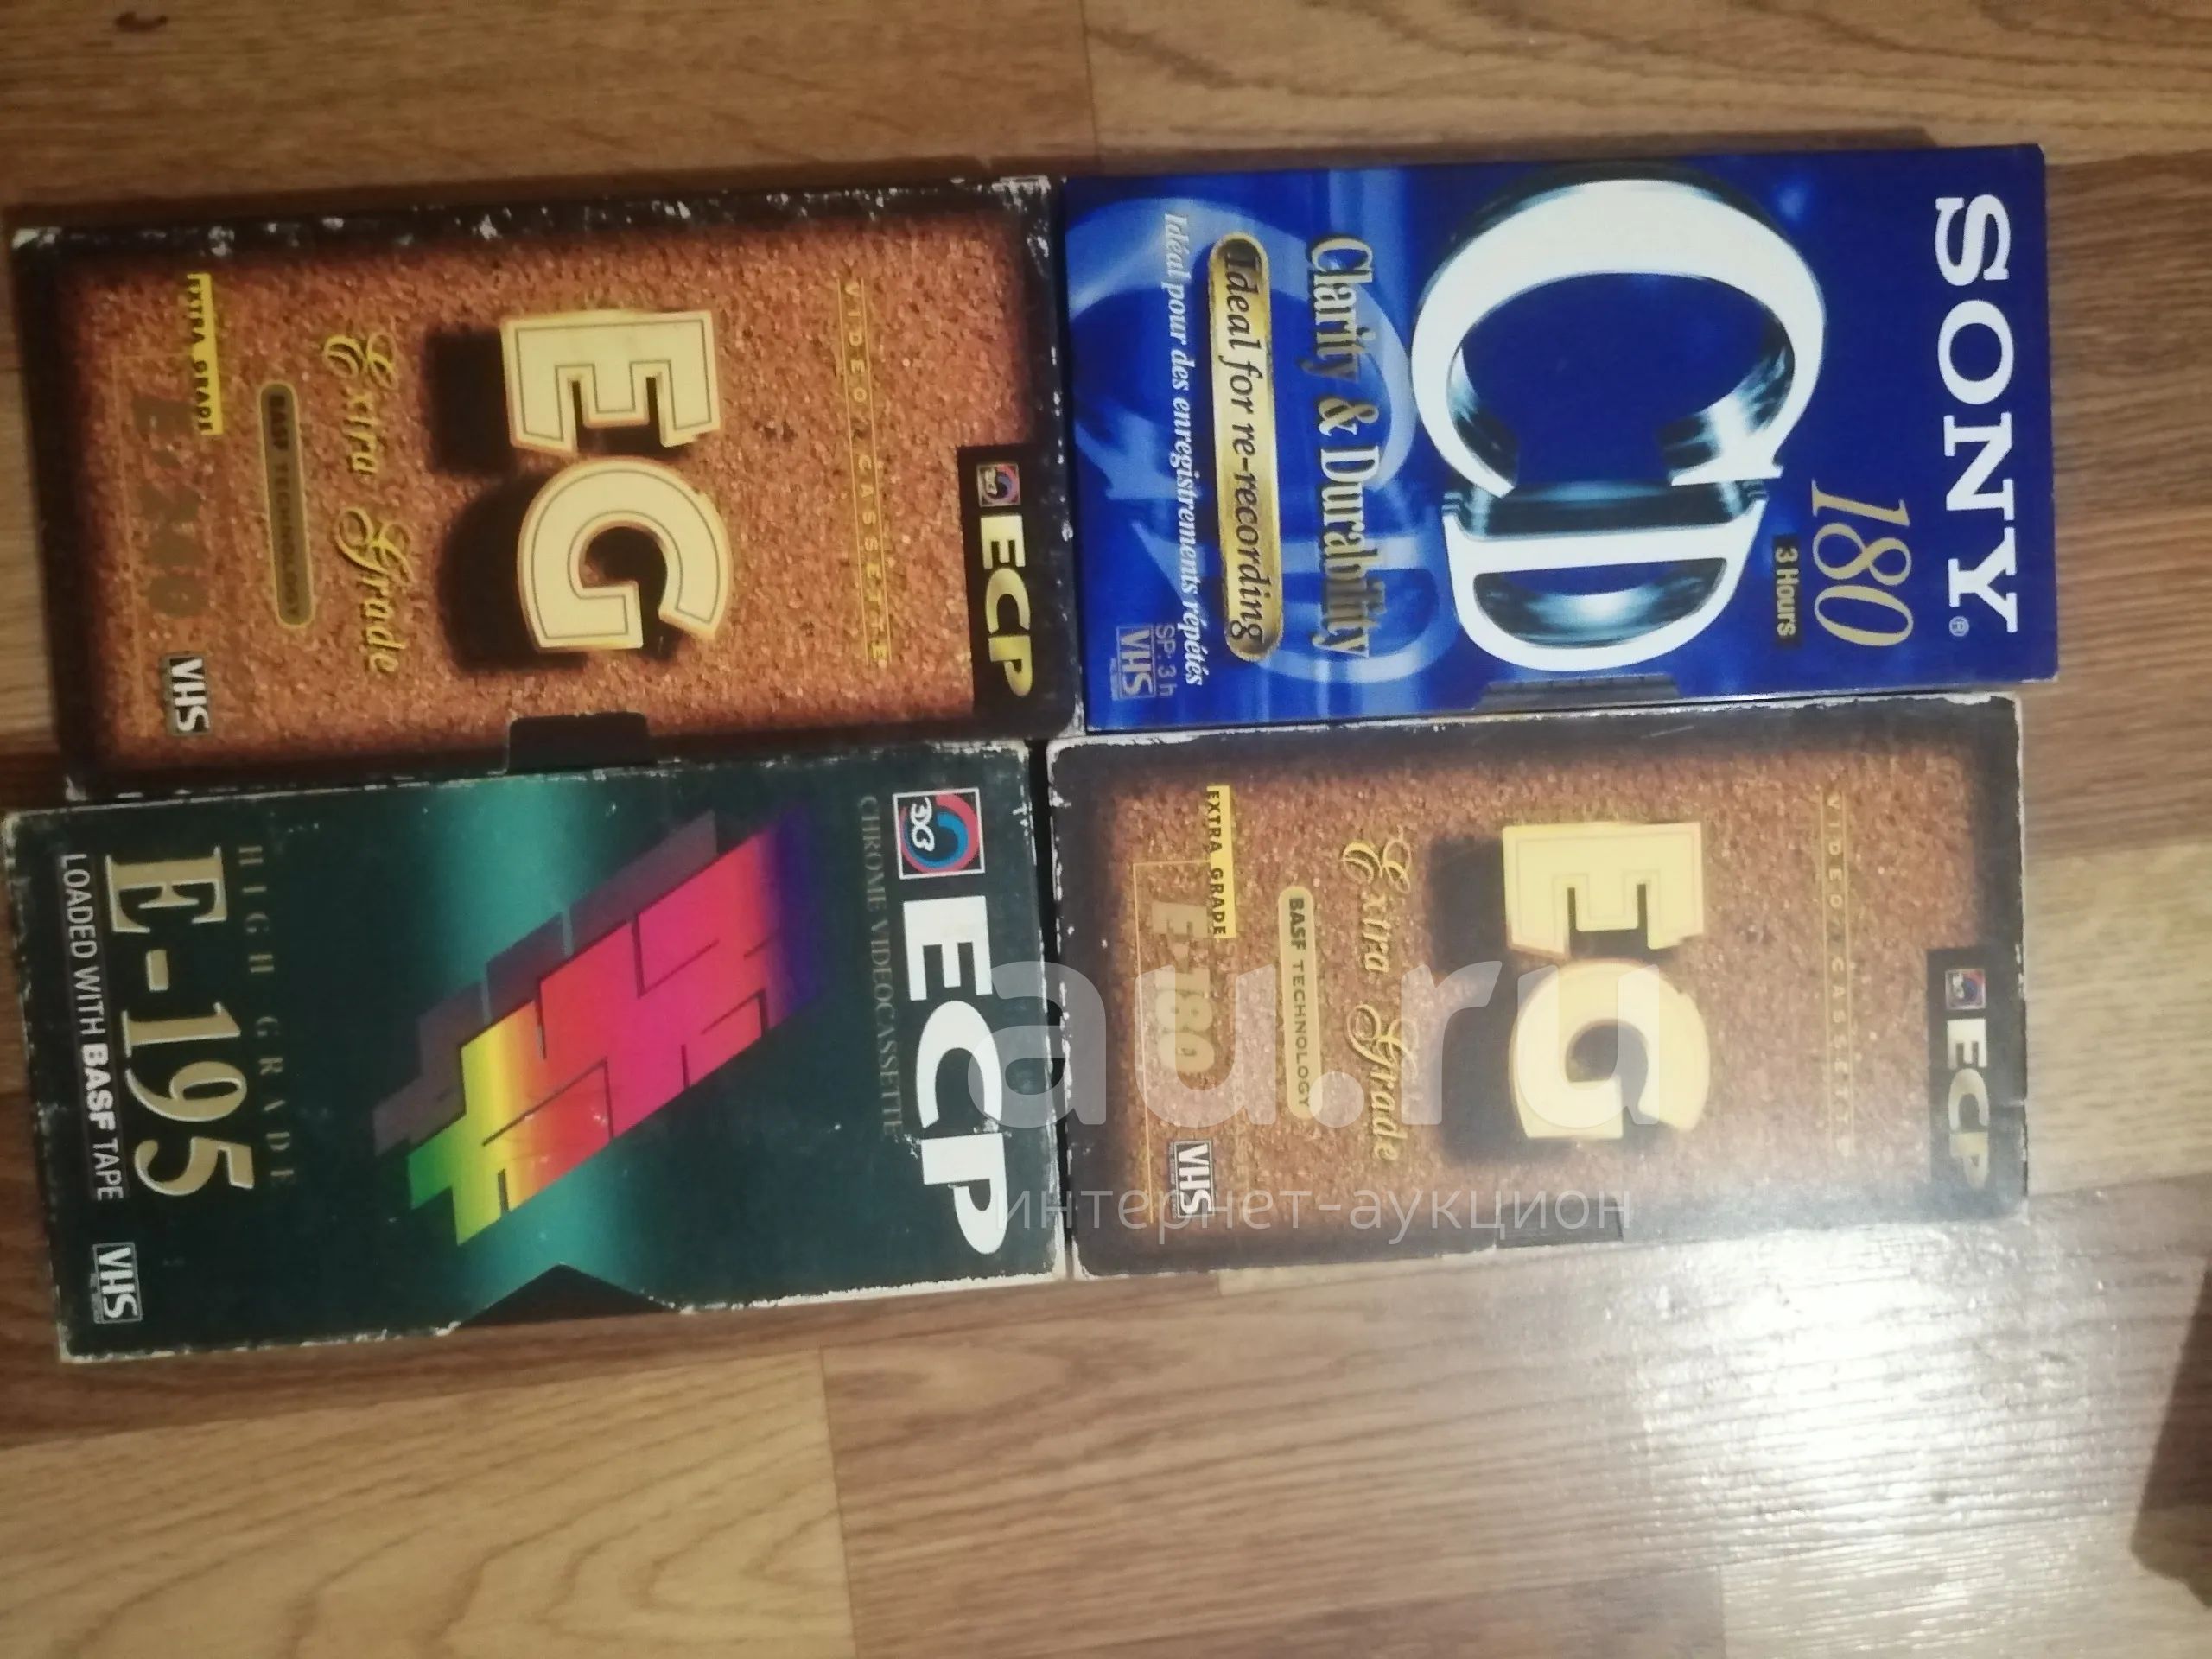 SONY®
180
3 Hours
CD
Clarity & Durability
Ideal for re-recording
Idéal pour des enregistrements répétés
SP: 3 h
VHS
ECP
VIDEO CASSETTE
EG
Extra Grade
BASF TECHNOLOGY
EXTRA GRADE
VHS
ECP
VIDEO CASSETTE
EG
Extra Grade
BASF TECHNOLOGY
EXTRA GRADE
E-180
VHS
ECP
CHROME VIDEOCASSETTE
HIGH GRADE
E-195
LOADED WITH BASF TAPE
VHS
au.ru
интернет-аукцион